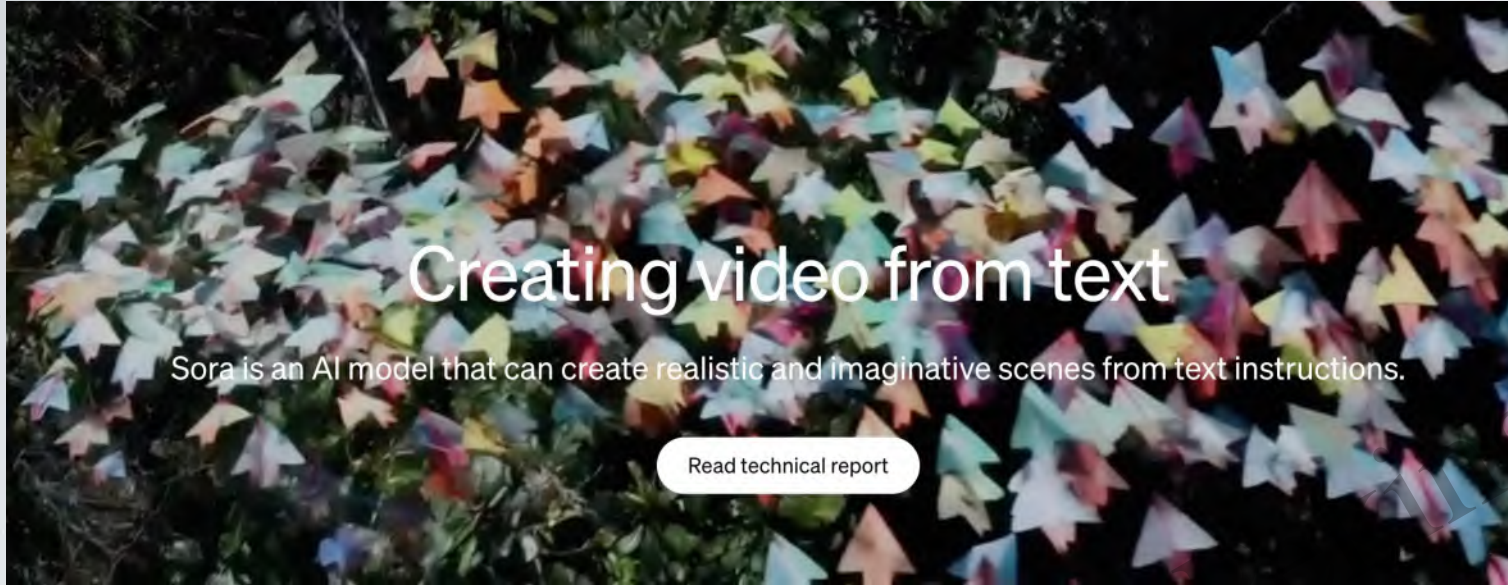 Creating video from text
Sora is an AI model that can create realistic and imaginative scenes from text instructions.
Read technical report